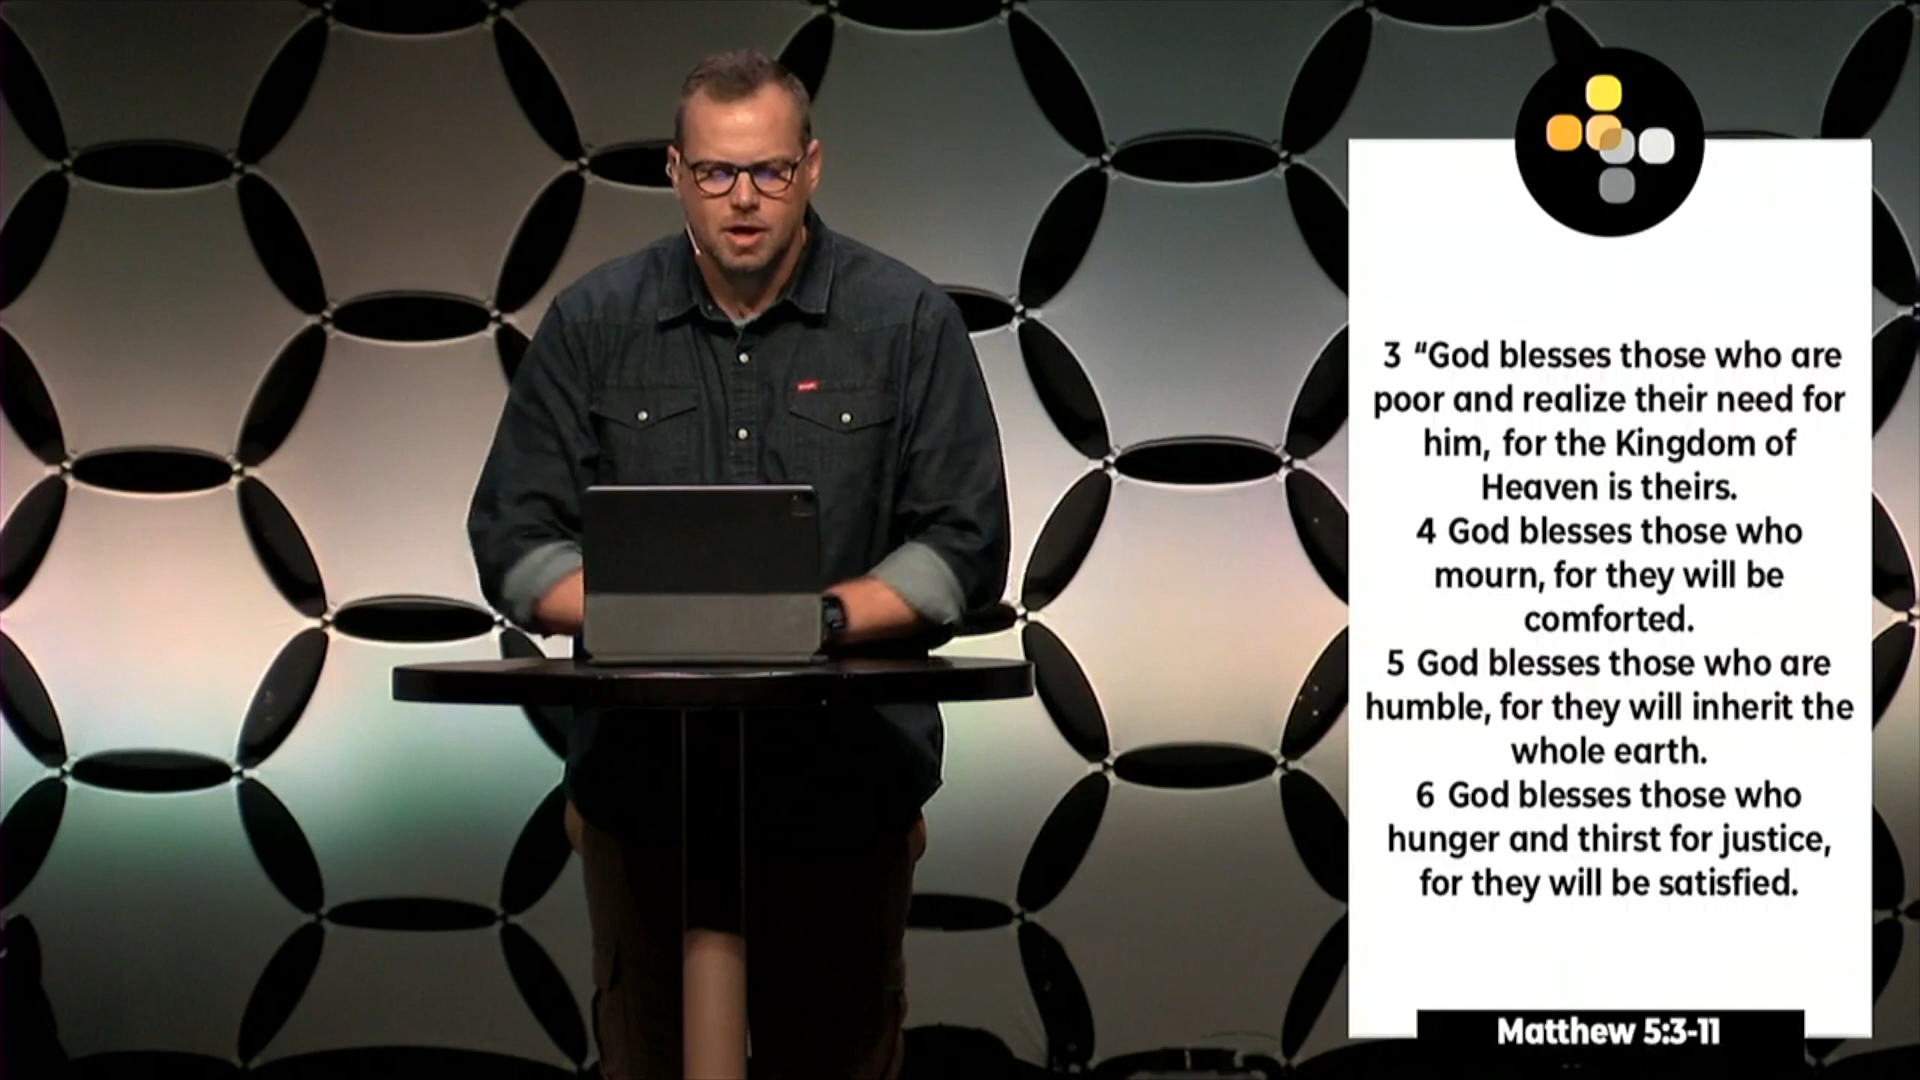 3 “God blesses those who are
poor and realize their need for
him, for the Kingdom of
Heaven is theirs.
4 God blesses those who
mourn, for they will be
comforted.
5 God blesses those who are
humble, for they will inherit the
whole earth.
6 God blesses those who
hunger and thirst for justice,
for they will be satisfied.
Matthew 5:3-11